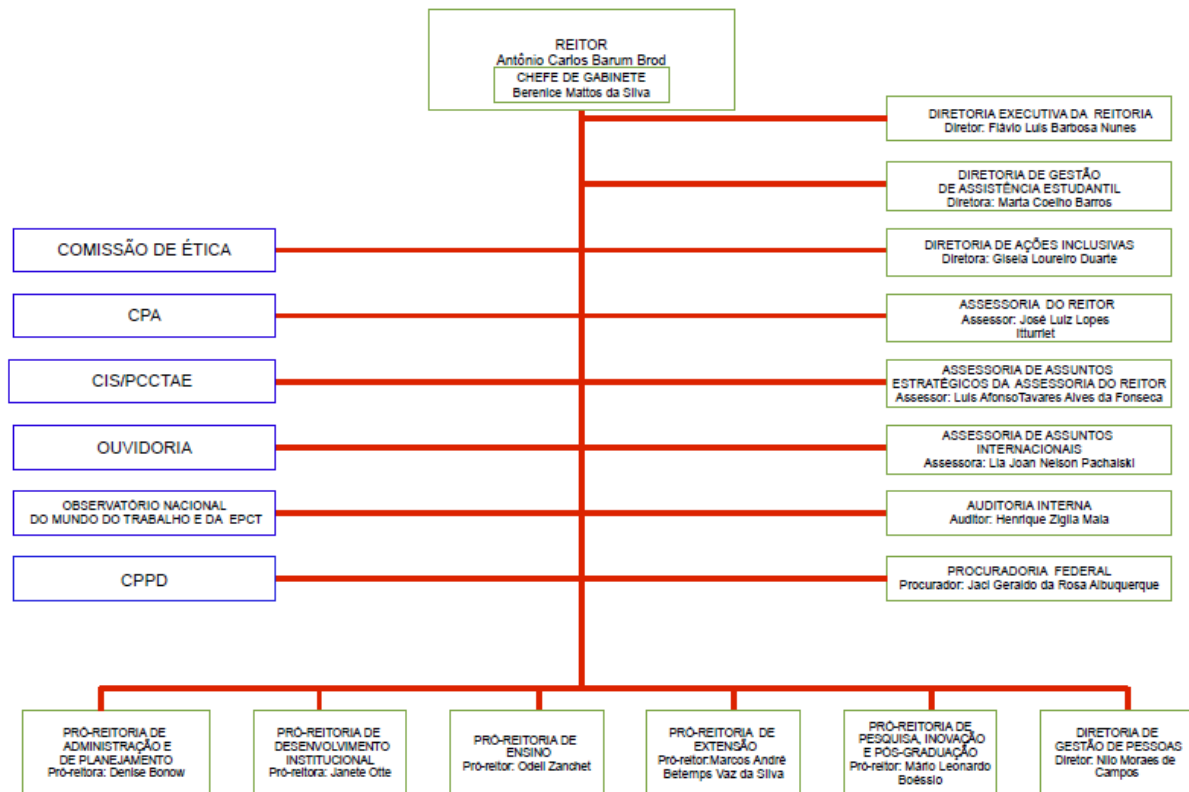 REITOR
Antônio Carlos Barum Brod
CHEFE DE GABINETE
Berenice Mattos da Silva
DIRETORIA EXECUTIVA DA REITORIA
Diretor: Flávio Luis Barbosa Nunes
DIRETORIA DE GESTÃO
DE ASSISTÊNCIA ESTUDANTIL
Diretora: Marta Coelho Barros
COMISSÃO DE ÉTICA
DIRETORIA DE AÇÕES INCLUSIVAS
Diretora: Gisela Loureiro Duarte
CPA
ASSESSORIA DO REITOR
Assessor: José Luiz Lopes
Itturriet
CIS/PCCTAE
ASSESSORIA DE ASSUNTOS
ESTRATÉGICOS DA ASSESSORIA DO REITOR
Assessor: Luis AfonsoTavares Alves da Fonseca
OUVIDORIA
ASSESSORIA DE ASSUNTOS
INTERNACIONAIS
Assessora: Lia Joan Nelson Pachalski
OBSERVATÓRIO NACIONAL
DO MUNDO DO TRABALHO E DA EPCT
AUDITORIA INTERNA
Auditor: Henrique Ziglia Maia
CPPD
PROCURADORIA FEDERAL
Procurador: Jaci Geraldo da Rosa Albuquerque
PRÓ-REITORIA DE
ADMINISTRAÇÃO E
DE PLANEJAMENTO
Pró-reitora: Denise Bonow
PRÓ-REITORIA DE
DESENVOLVIMENTO
INSTITUCIONAL
Pró-reitora: Janete Otte
PRÓ-REITORIA DE
ENSINO
Pró-reitor: Odeli Zanchet
PRÓ-REITORIA DE
EXTENSÃO
Pró-reitor:Marcos André
Betemps Vaz da Silva
PRÓ-REITORIA DE
PESQUISA, INOVAÇÃO
E PÓS-GRADUAÇÃO
Pró-reitor: Mário Leonardo
Boéssio
DIRETORIA DE
GESTÃO DE PESSOAS
Diretor: Nilo Moraes de
Campos